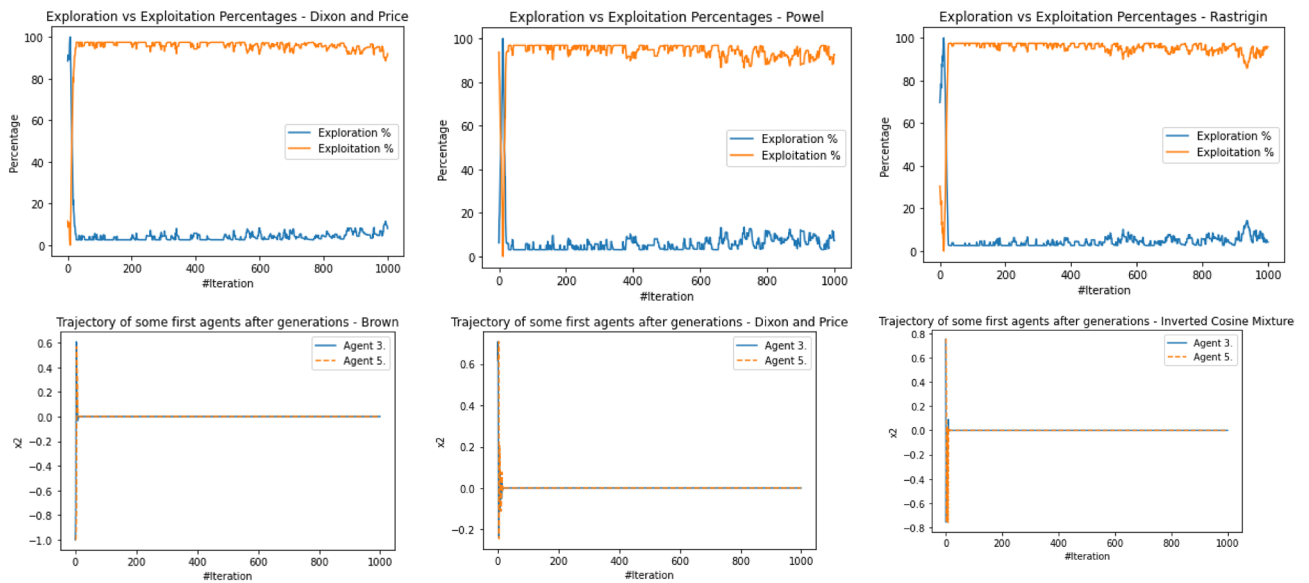 Exploration vs Exploitation Percentages - Dixon and Price
100
80
60
40
20
0
Percentage
Exploration %
Exploitation %
0 200 400 600 800 1000
#Iteration
Exploration vs Exploitation Percentages - Powel
100
80
60
40
20
0
Percentage
Exploration %
Exploitation %
0 200 400 600 800 1000
#Iteration
Exploration vs Exploitation Percentages - Rastrigin
100
80
60
40
20
0
Percentage
Exploration %
Exploitation %
0 200 400 600 800 1000
#Iteration
Trajectory of some first agents after generations - Brown
0.6
0.4
0.2
0.0
−0.2
−0.4
−0.6
−0.8
−1.0
x2
Agent 3.
Agent 5.
0 200 400 600 800 1000
#Iteration
Trajectory of some first agents after generations - Dixon and Price
0.6
0.4
0.2
0.0
−0.2
x2
Agent 3.
Agent 5.
0 200 400 600 800 1000
#Iteration
Trajectory of some first agents after generations - Inverted Cosine Mixture
0.8
0.6
0.4
0.2
0.0
−0.2
−0.4
−0.6
−0.8
x2
Agent 3.
Agent 5.
0 200 400 600 800 1000
#Iteration